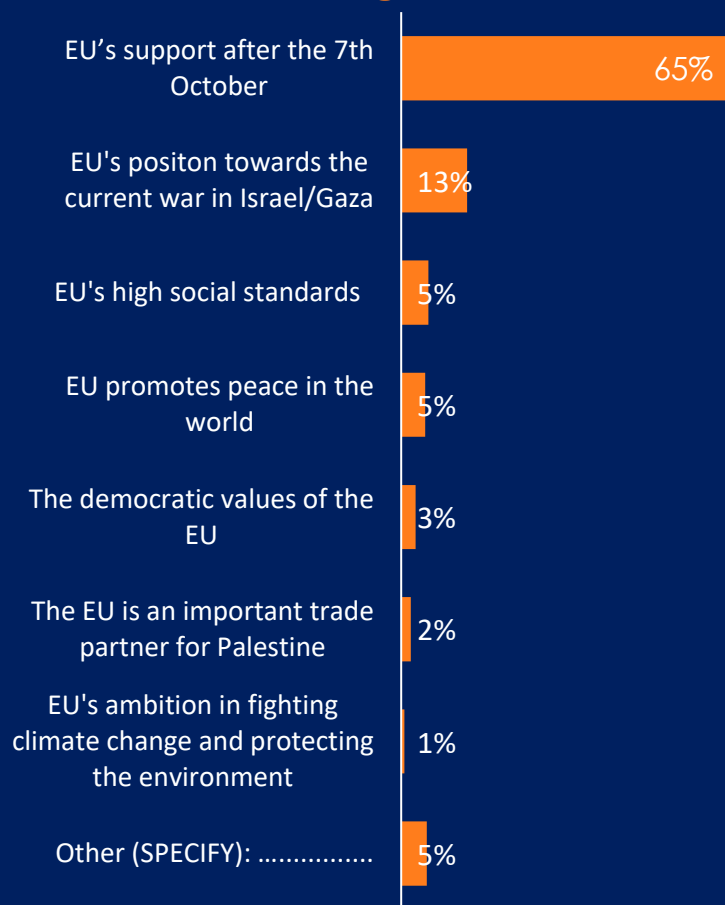 EU’s support after the 7th
October
65%
EU's positon towards the
current war in Israel/Gaza
13%
EU's high social standards
5%
EU promotes peace in the
world
5%
The democratic values of the
EU
3%
The EU is an important trade
partner for Palestine
2%
EU's ambition in fighting
climate change and protecting
the environment
1%
Other (SPECIFY): ……………
5%